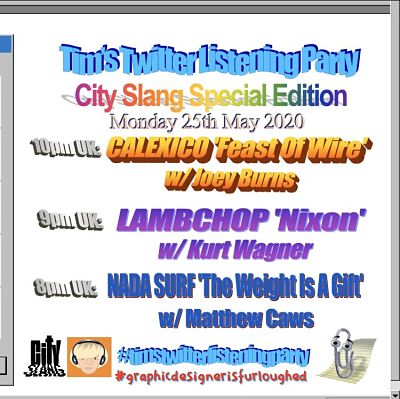 Tim's Twitter Listening Party
City Slang Special Edition
Monday 25th May 2020
10pm UK: CALEXICO 'Feast Of Wire'
w/ Joey Burns
9pm UK: LAMBCHOP 'Nixon'
w/ Kurt Wagner
8pm UK: NADA SURF 'The Weight Is A Gift'
w/ Matthew Caws
City
SLANG
#timstwitterlisteningparty
#graphicdesignerisfurloughed